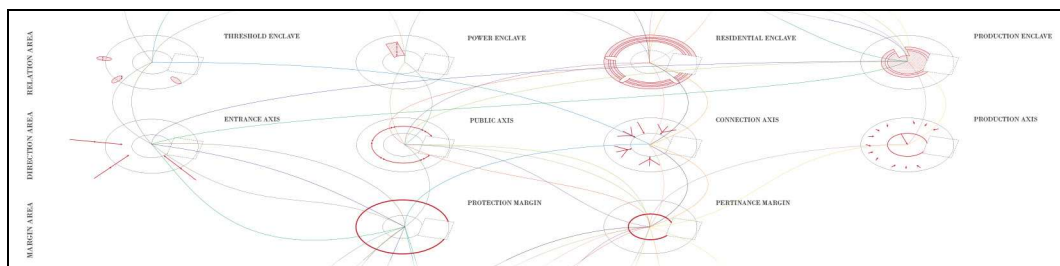 RELATION AREA
THRESHOLD ENCLAVE
POWER ENCLAVE
RESIDENTIAL ENCLAVE
PRODUCTION ENCLAVE
DIRECTION AREA
ENTRANCE AXIS
PUBLIC AXIS
CONNECTION AXIS
PRODUCTION AXIS
MARGIN AREA
PROTECTION MARGIN
PERTINANCE MARGIN